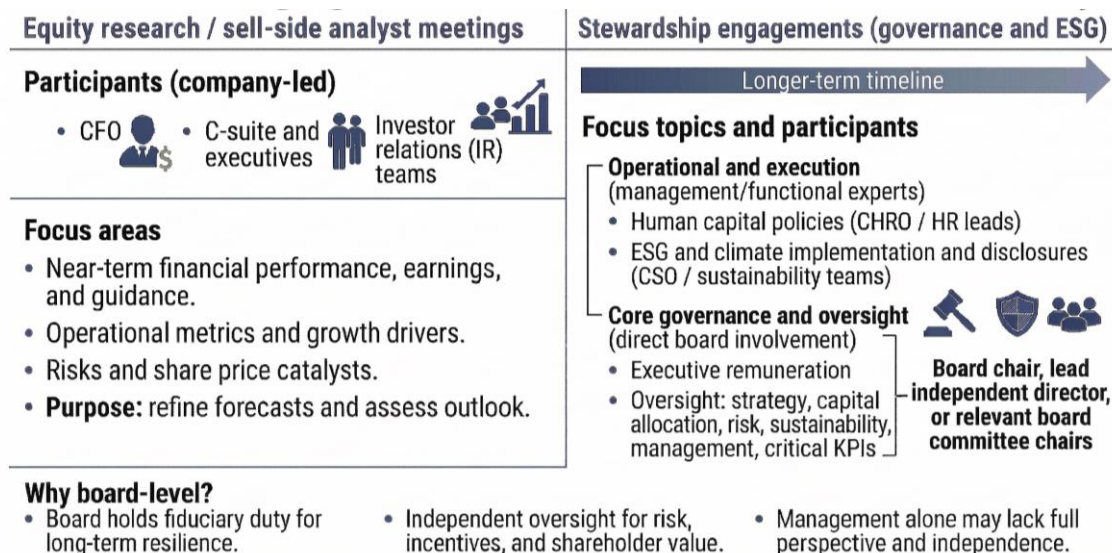 Equity research / sell-side analyst meetings
Participants (company-led)
• CFO
$
• C-suite and
executives
Investor
relations (IR)
teams
Focus areas
• Near-term financial performance, earnings,
and guidance.
• Operational metrics and growth drivers.
• Risks and share price catalysts.
• Purpose: refine forecasts and assess outlook.
Stewardship engagements (governance and ESG)
Longer-term timeline
Focus topics and participants
Operational and execution
(management/functional experts)
• Human capital policies (CHRO / HR leads)
• ESG and climate implementation and disclosures
(CSO / sustainability teams)
Core governance and oversight
(direct board involvement)
• Executive remuneration
• Oversight: strategy, capital
allocation, risk, sustainability,
management, critical KPIs
Board chair, lead
independent director,
or relevant board
committee chairs
Why board-level?
• Board holds fiduciary duty for
long-term resilience.
• Independent oversight for risk,
incentives, and shareholder value.
• Management alone may lack full
perspective and independence.